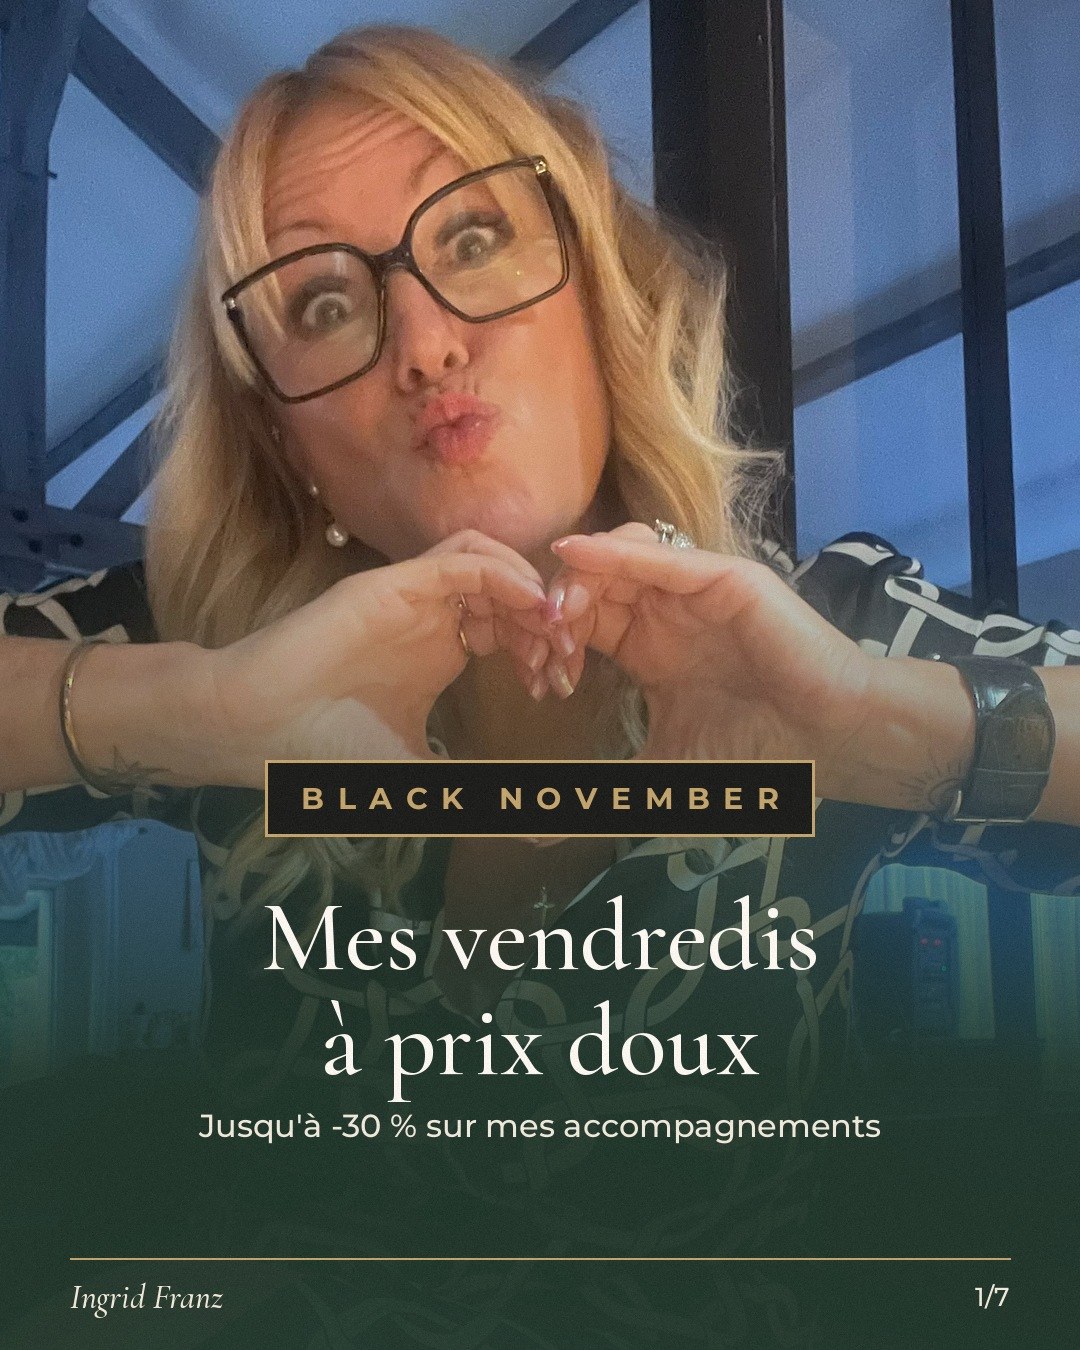 BLACK NOVEMBER
Mes vendredis
à prix doux
Jusqu'à -30 % sur mes accompagnements
Ingrid Franz
1/7